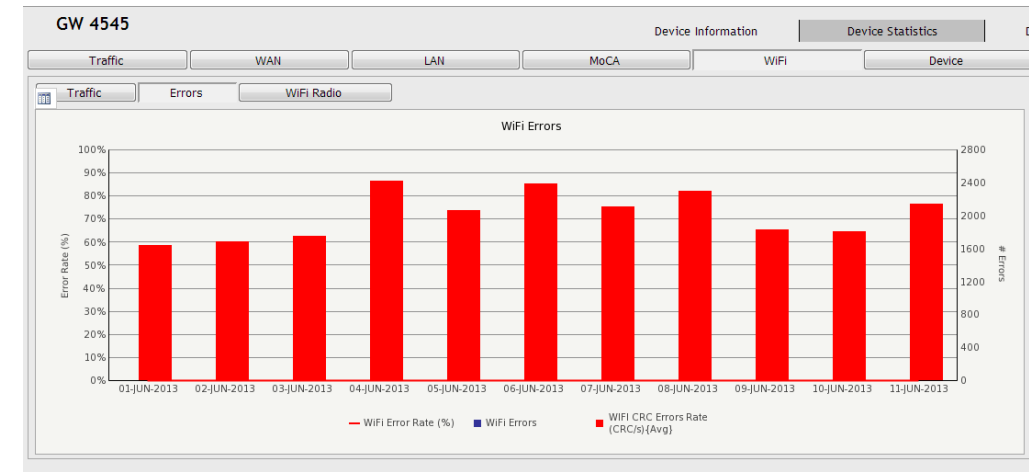 GW 4545
Device Information
Device Statistics
Traffic
WAN
LAN
MoCA
WiFi
Device
Traffic
Errors
WiFi Radio
WiFi Errors
100%
90%
80%
70%
60%
50%
40%
30%
20%
10%
0%
Error Rate (%)
2800
2400
2000
1600
1200
800
400
0
# Errors
01-JUN-2013
02-JUN-2013
03-JUN-2013
04-JUN-2013
05-JUN-2013
06-JUN-2013
07-JUN-2013
08-JUN-2013
09-JUN-2013
10-JUN-2013
11-JUN-2013
WiFi Error Rate (%)
WiFi Errors
WIFI CRC Errors Rate
(CRC/s){Avg}